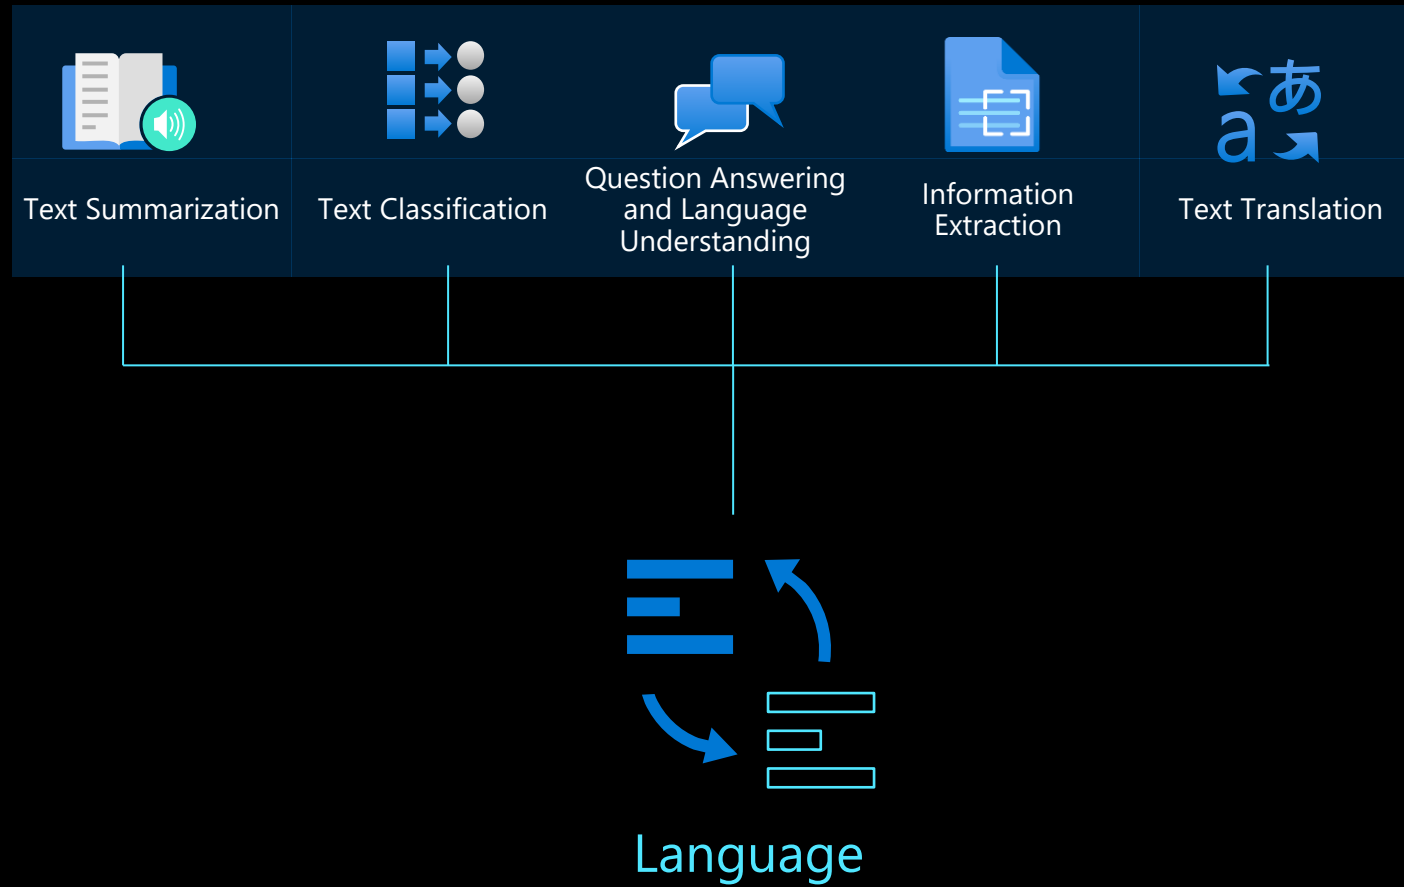 あ
a
Text Summarization
Text Classification
Question Answering
and Language
Understanding
Information
Extraction
Text Translation
Language